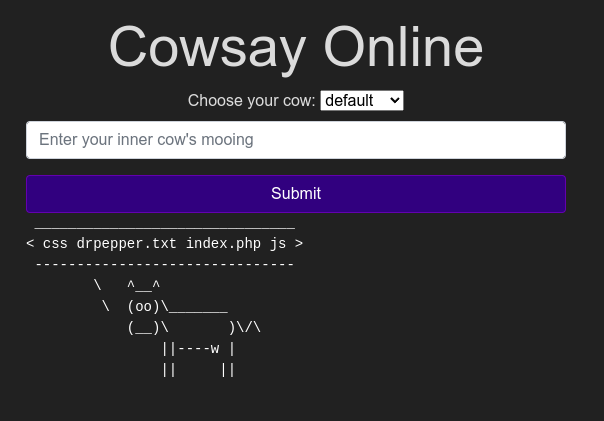 Cowsay Online
Choose your cow: default
Enter your inner cow's mooing
Submit
 _______________________________
< css drpepper.txt index.php js >
 -------------------------------
        \   ^__^
         \  (oo)\_______
            (__)\       )\/\
                ||----w |
                ||     ||